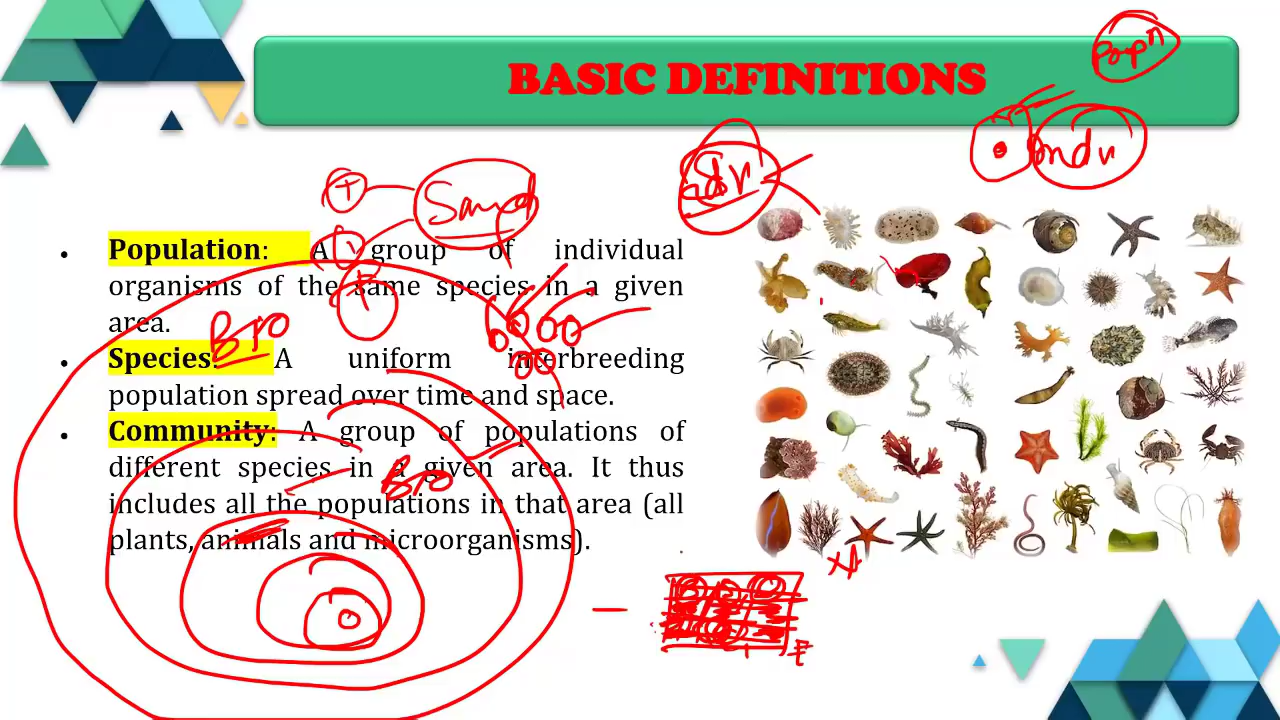 BASIC DEFINITIONS
Popⁿ
Indv
Population: A group of individual
organisms of the same species in a given
area.
Bio
Species: A uniform interbreeding
population spread over time and space.
Community: A group of populations of
different species in a given area. It thus
Bio
includes all the populations in that area (all
plants, animals and microorganisms).